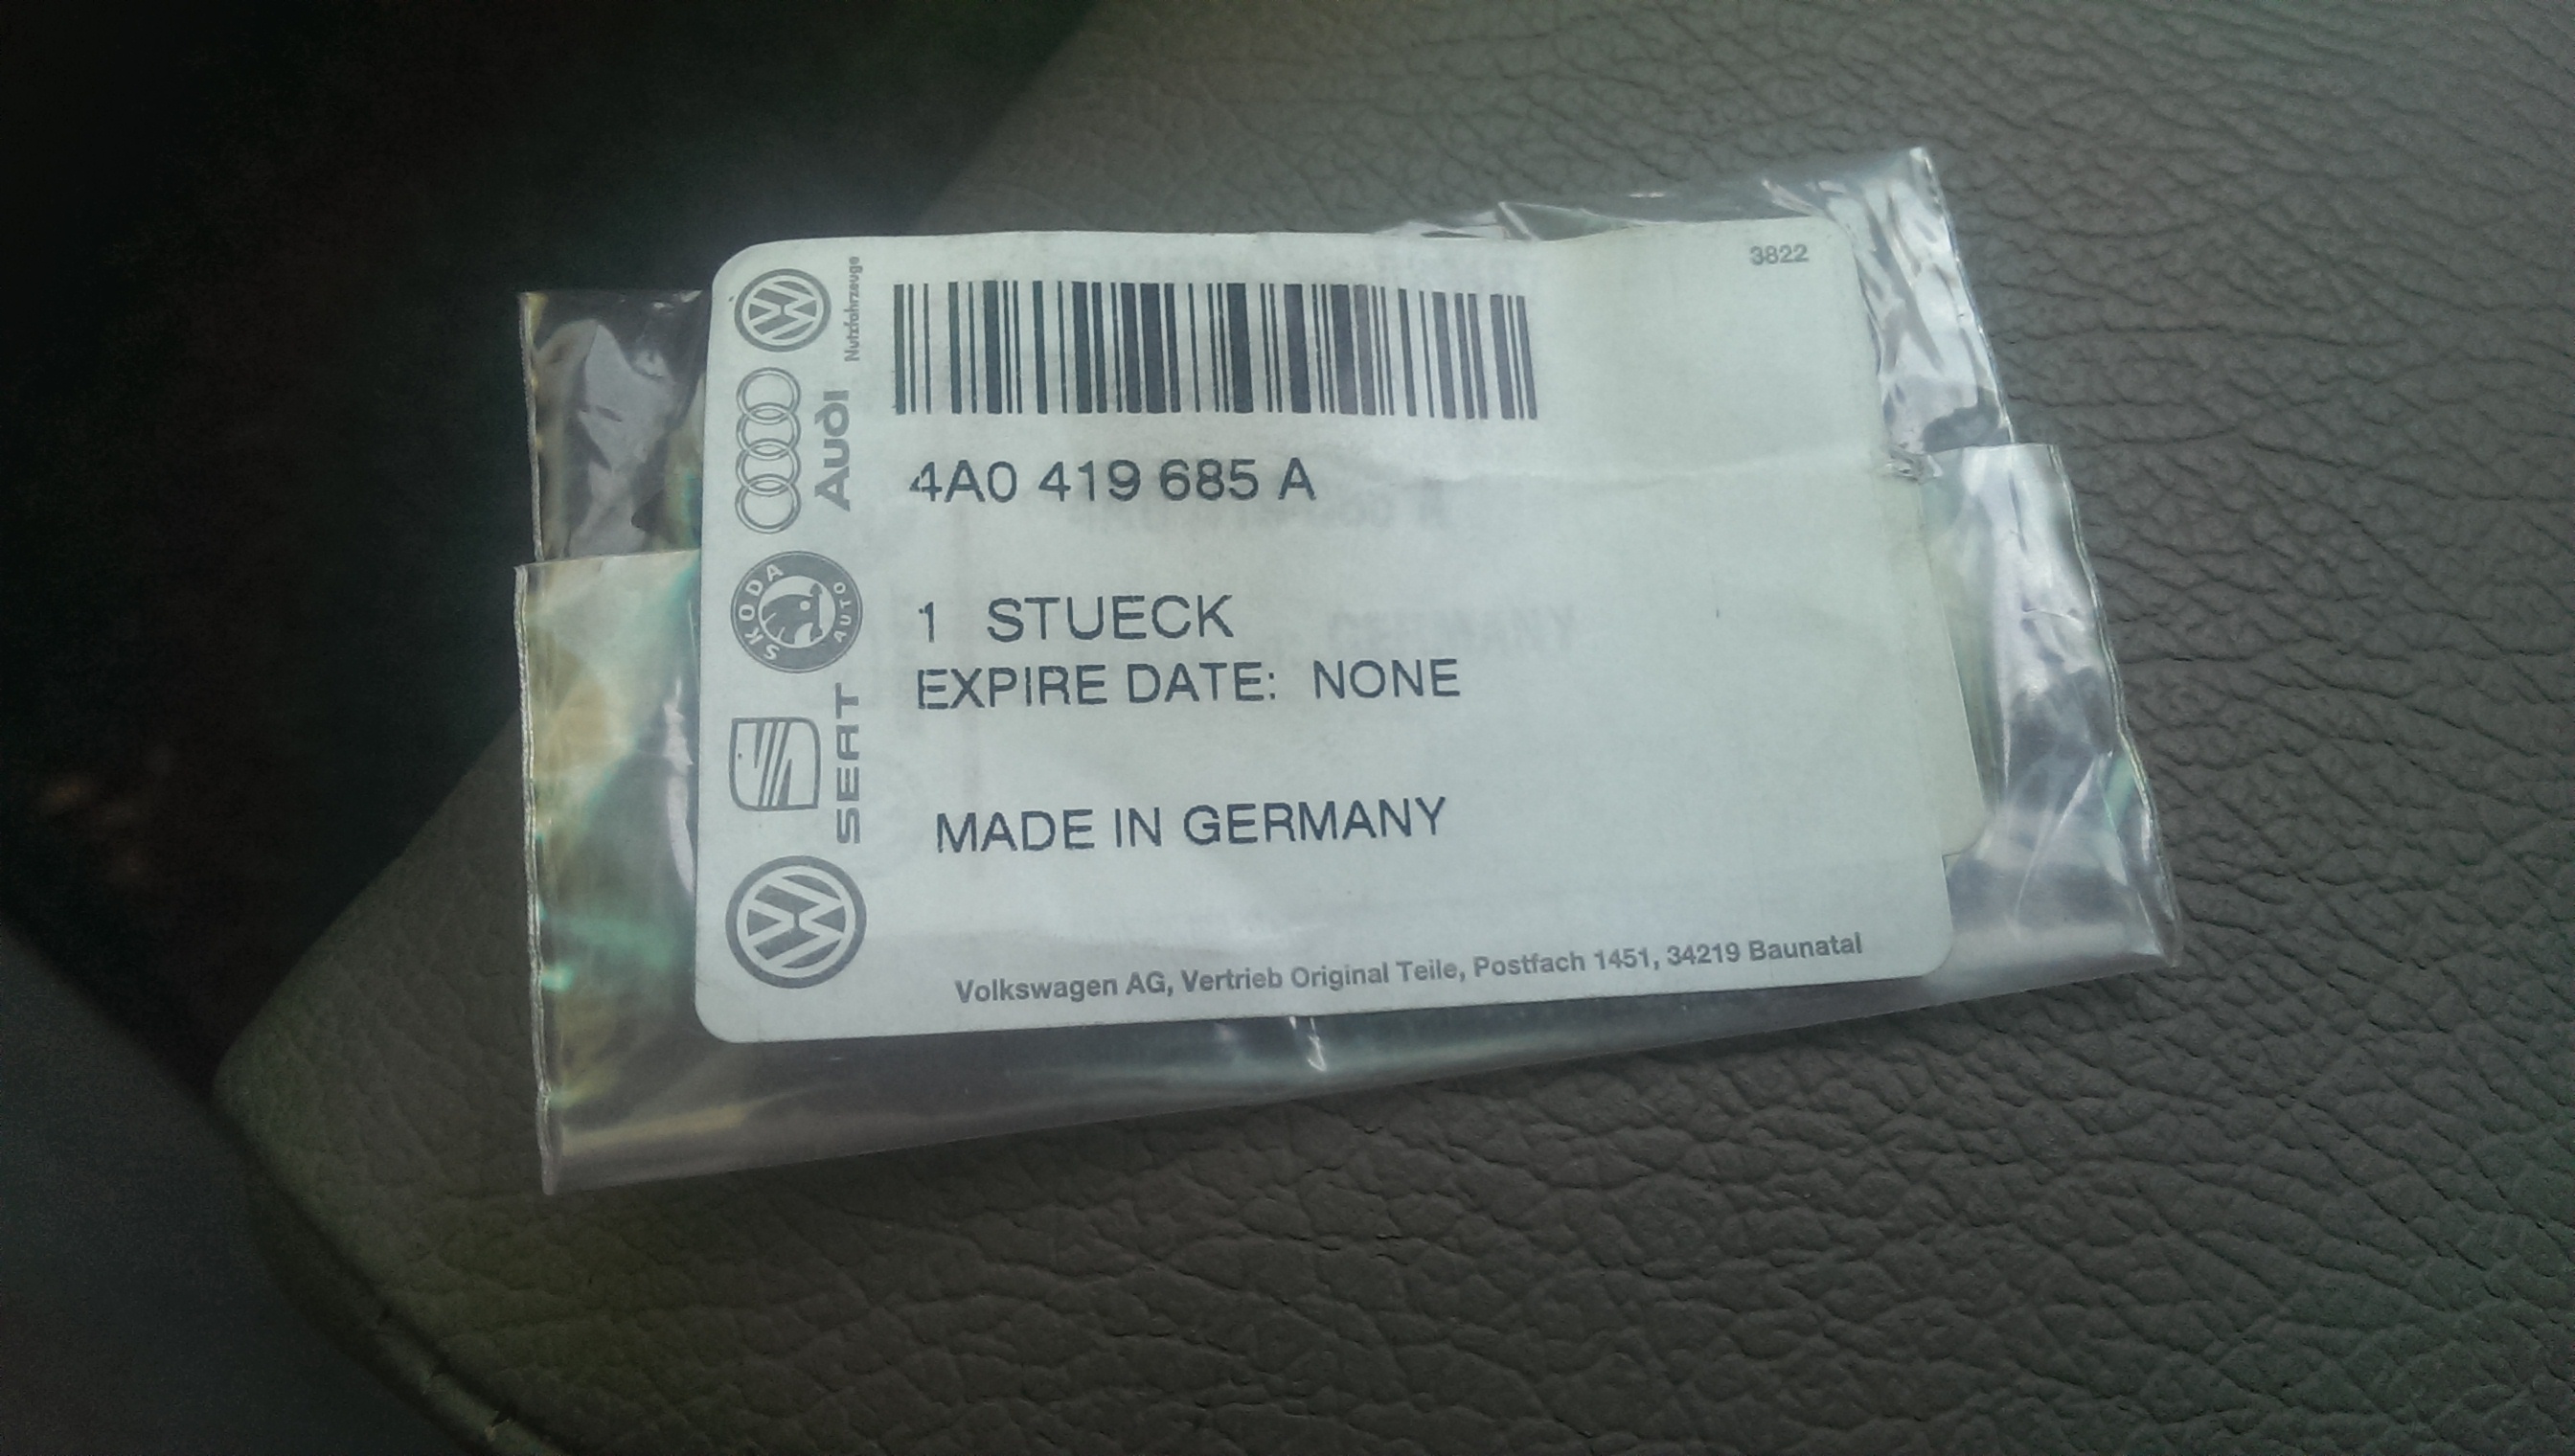 3822
Nutzfahrzeuge
Audi
SKODA AUTO
SEAT
4A0 419 685 A
1 STUECK
EXPIRE DATE: NONE
MADE IN GERMANY
Volkswagen AG, Vertrieb Original Teile, Postfach 1451, 34219 Baunatal